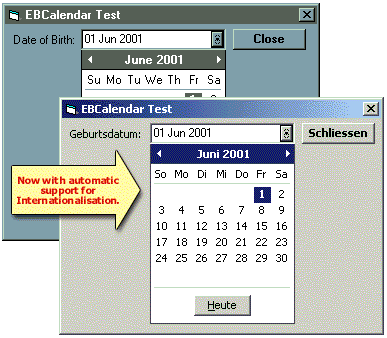 EBCalendar Test
Date of Birth: 01 Jun 2001 Close
June 2001
Su Mo Tu We Th Fr Sa
EBCalendar Test
Geburtsdatum: 01 Jun 2001 Schliessen
Juni 2001
So Mo Di Mi Do Fr Sa
1 2
3 4 5 6 7 8 9
10 11 12 13 14 15 16
17 18 19 20 21 22 23
24 25 26 27 28 29 30
Heute
Now with automatic
support for
Internationalisation.